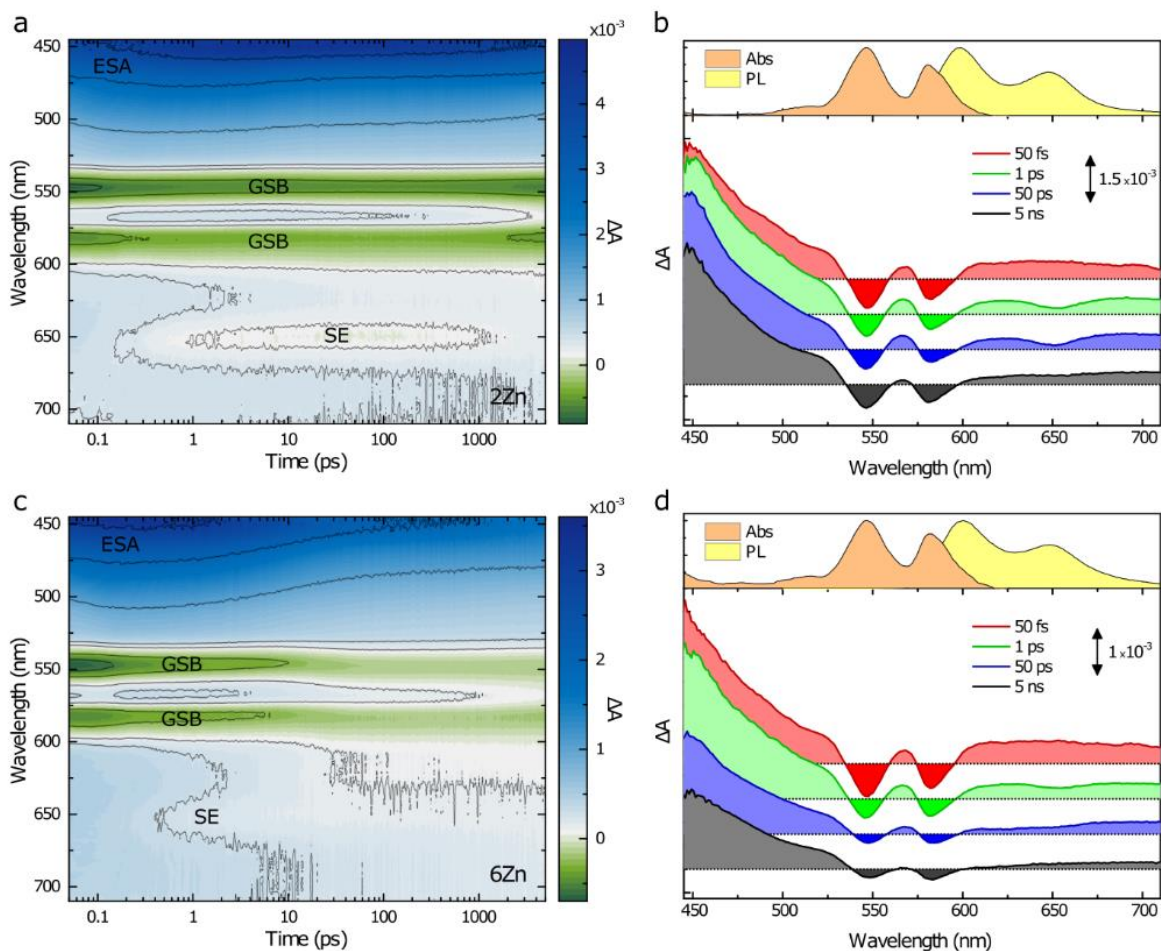 a
×10⁻³
450
500
550
600
650
700
Wavelength (nm)
ESA
GSB
GSB
SE
2Zn
0.1
1
10
100
1000
Time (ps)
4
3
2
1
0
ΔA
b
Abs
PL
50 fs
1 ps
50 ps
5 ns
1.5 ×10⁻³
ΔA
450
500
550
600
650
700
Wavelength (nm)
c
×10⁻³
450
500
550
600
650
700
Wavelength (nm)
ESA
GSB
GSB
SE
6Zn
0.1
1
10
100
1000
Time (ps)
3
2
1
0
ΔA
d
Abs
PL
50 fs
1 ps
50 ps
5 ns
1 ×10⁻³
ΔA
450
500
550
600
650
700
Wavelength (nm)